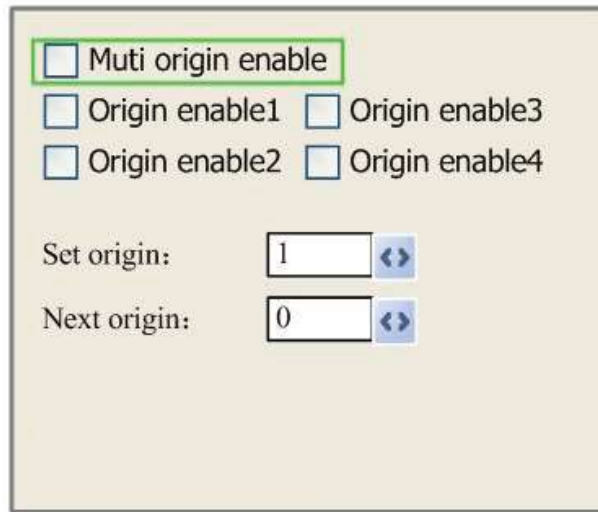 Muti origin enable
Origin enable1 Origin enable3
Origin enable2 Origin enable4
Set origin: 1
Next origin: 0